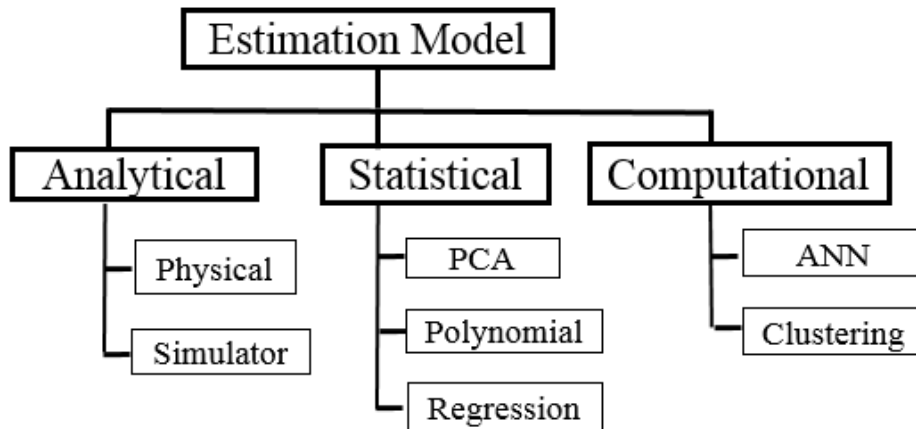 Estimation Model
Analytical
Statistical
Computational
Physical
Simulator
PCA
Polynomial
Regression
ANN
Clustering